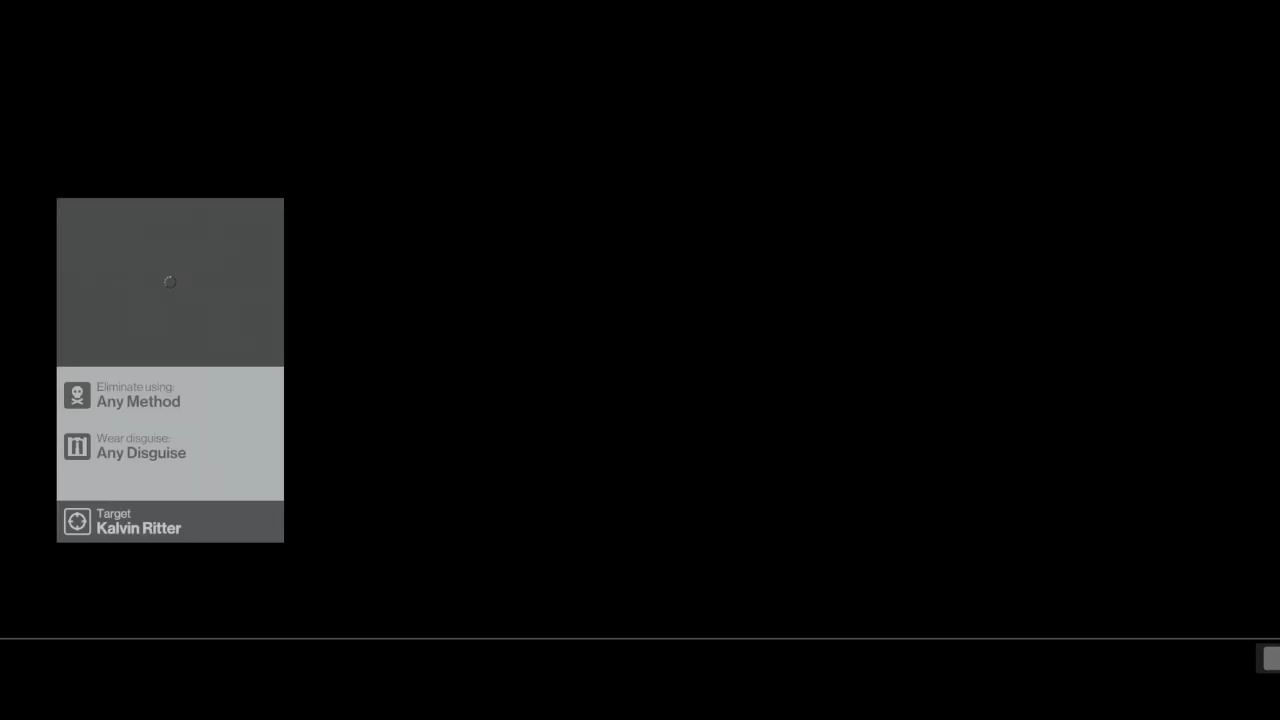 Eliminate using:
Any Method
Wear disguise:
Any Disguise
Target
Kalvin Ritter